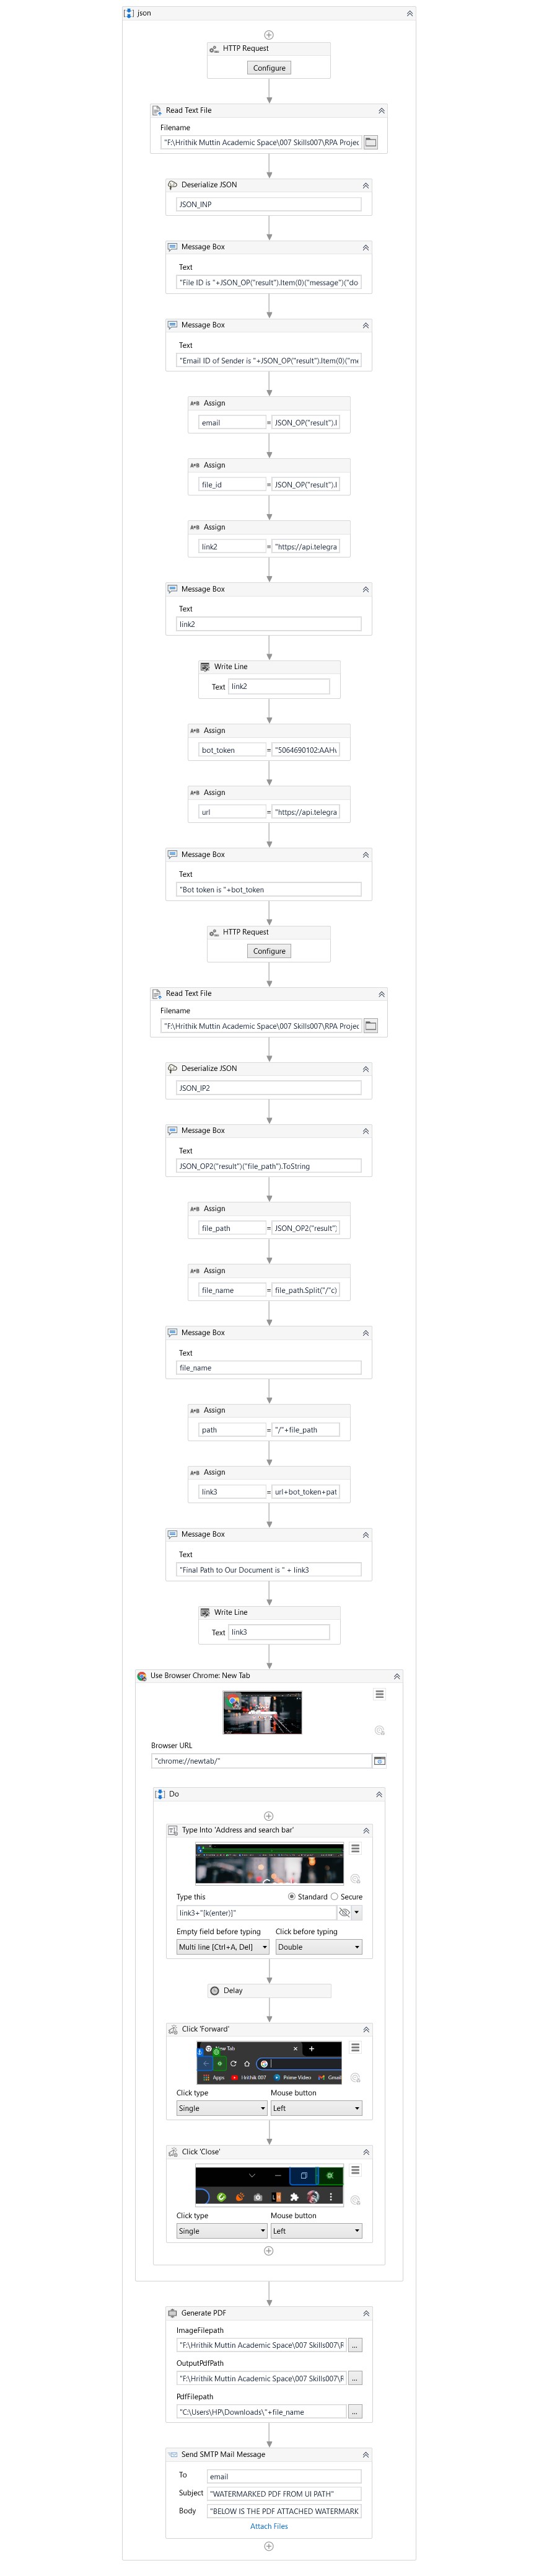 json
HTTP Request
Configure
Read Text File
Filename
"F:\Hrithik Muttin Academic Space\007 Skills007\RPA Projec
Deserialize JSON
JSON_INP
Message Box
Text
"File ID is "+JSON_OP("result").Item(0)("message")("do
Message Box
Text
"Email ID of Sender is "+JSON_OP("result").Item(0)("me
Assign
email = JSON_OP("result").I
Assign
file_id = JSON_OP("result").I
Assign
link2 = "https://api.telegra
Message Box
Text
link2
Write Line
Text link2
Assign
bot_token = "5064690102:AAHv
Assign
url = "https://api.telegra
Message Box
Text
"Bot token is "+bot_token
HTTP Request
Configure
Read Text File
Filename
"F:\Hrithik Muttin Academic Space\007 Skills007\RPA Projec
Deserialize JSON
JSON_IP2
Message Box
Text
JSON_OP2("result")("file_path").ToString
Assign
file_path = JSON_OP2("result"]
Assign
file_name = file_path.Split("/"c)
Message Box
Text
file_name
Assign
path = "/"+file_path
Assign
link3 = url+bot_token+pat
Message Box
Text
"Final Path to Our Document is " + link3
Write Line
Text link3
Use Browser Chrome: New Tab
Browser URL
"chrome://newtab/"
Do
Type Into 'Address and search bar'
Type this Standard Secure
link3+"[k(enter)]"
Empty field before typing Click before typing
Multi line [Ctrl+A, Del] Double
Delay
Click 'Forward'
New Tab
Apps Hrithik 007 Prime Video Gmail
Click type Mouse button
Single Left
Click 'Close'
Click type Mouse button
Single Left
Generate PDF
ImageFilepath
"F:\Hrithik Muttin Academic Space\007 Skills007\F ...
OutputPdfPath
"F:\Hrithik Muttin Academic Space\007 Skills007\F ...
PdfFilepath
"C:\Users\HP\Downloads\"+file_name ...
Send SMTP Mail Message
To email
Subject "WATERMARKED PDF FROM UI PATH"
Body "BELOW IS THE PDF ATTACHED WATERMARK
Attach Files